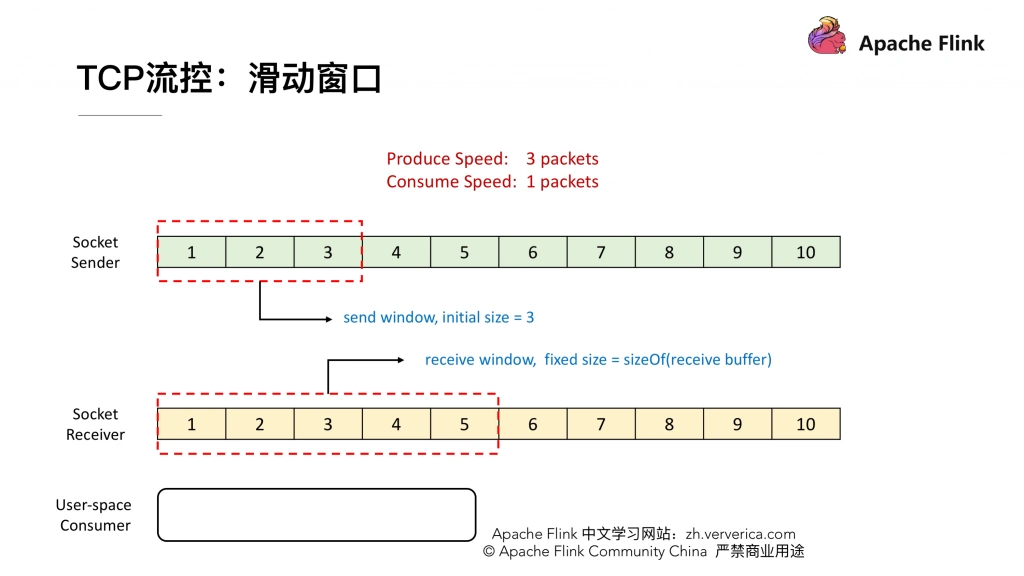 Apache Flink
TCP流控：滑动窗口
Produce Speed: 3 packets
Consume Speed: 1 packets
Socket
Sender
1 2 3 4 5 6 7 8 9 10
send window, initial size = 3
receive window, fixed size = sizeOf(receive buffer)
Socket
Receiver
1 2 3 4 5 6 7 8 9 10
User-space
Consumer
Apache Flink 中文学习网站：zh.ververica.com
© Apache Flink Community China 严禁商业用途